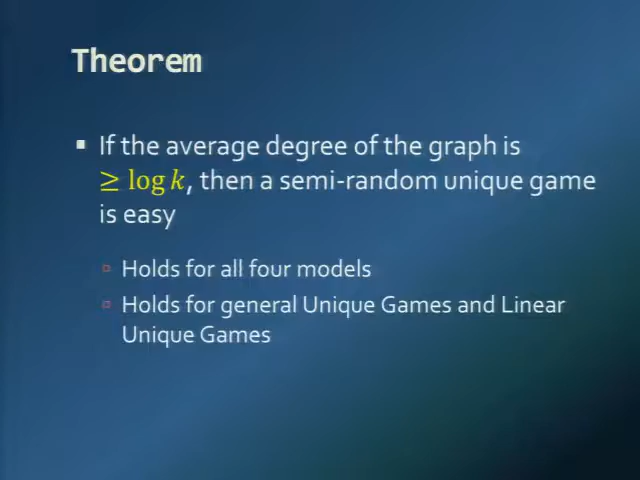 Theorem
▪ If the average degree of the graph is
≥ log k, then a semi-random unique game
is easy
▫ Holds for all four models
▫ Holds for general Unique Games and Linear
Unique Games